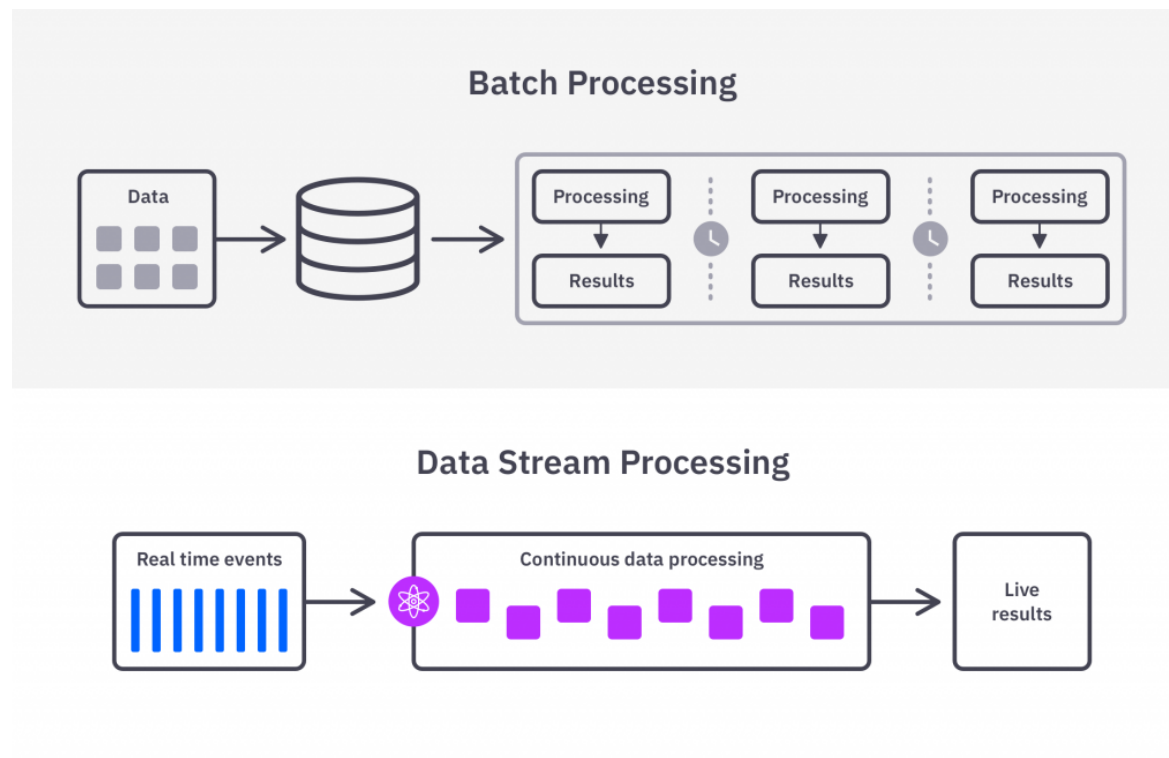 Batch Processing
Data
Processing
Processing
Processing
Results
Results
Results
Data Stream Processing
Real time events
Continuous data processing
Live
results